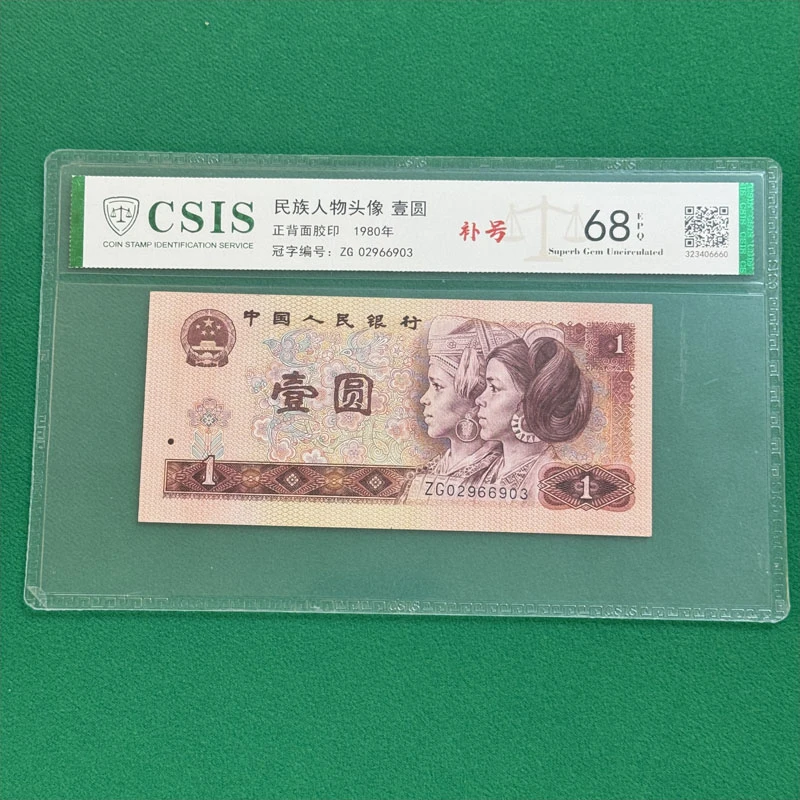 CSIS
COIN STAMP IDENTIFICATION SERVICE
民族人物头像 壹圆
正背面胶印 1980年
冠字编号: ZG 02966903
补号
68 EPQ
Superb Gem Uncirculated
323406660
中国人民银行
1
壹圆
1
ZG02966903
1